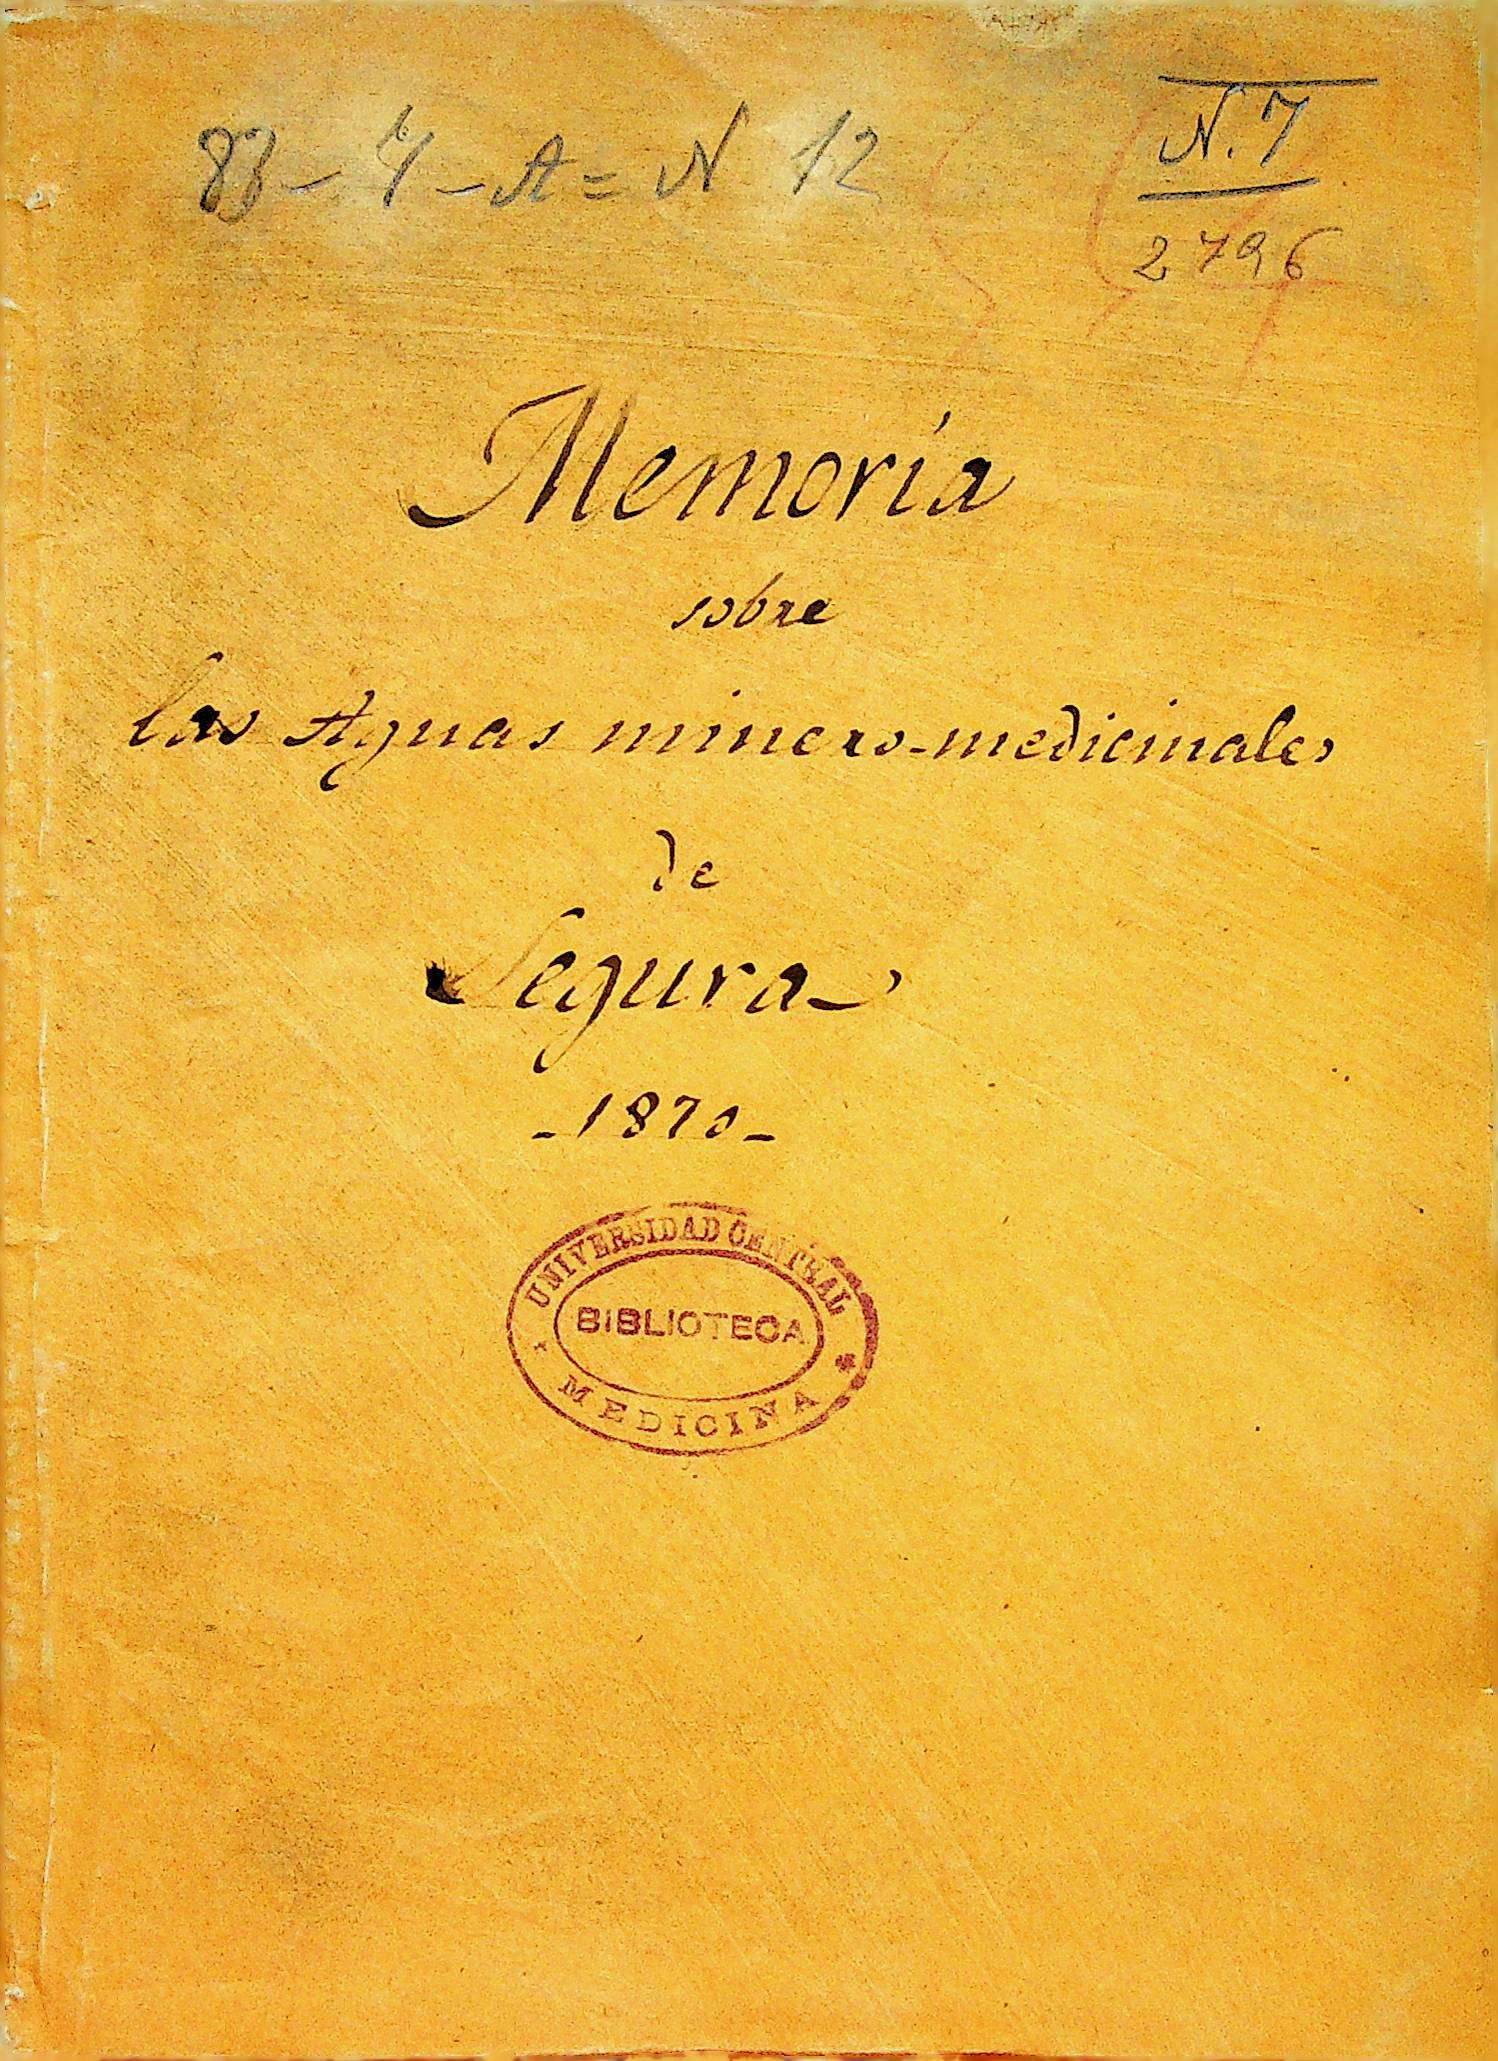 83-4-A=N 12
N.7
2796
Memoria
sobre
las Aguas minero-medicinales
de
Segura
-1870-
UNIVERSIDAD CENTRAL
BIBLIOTECA
MEDICINA